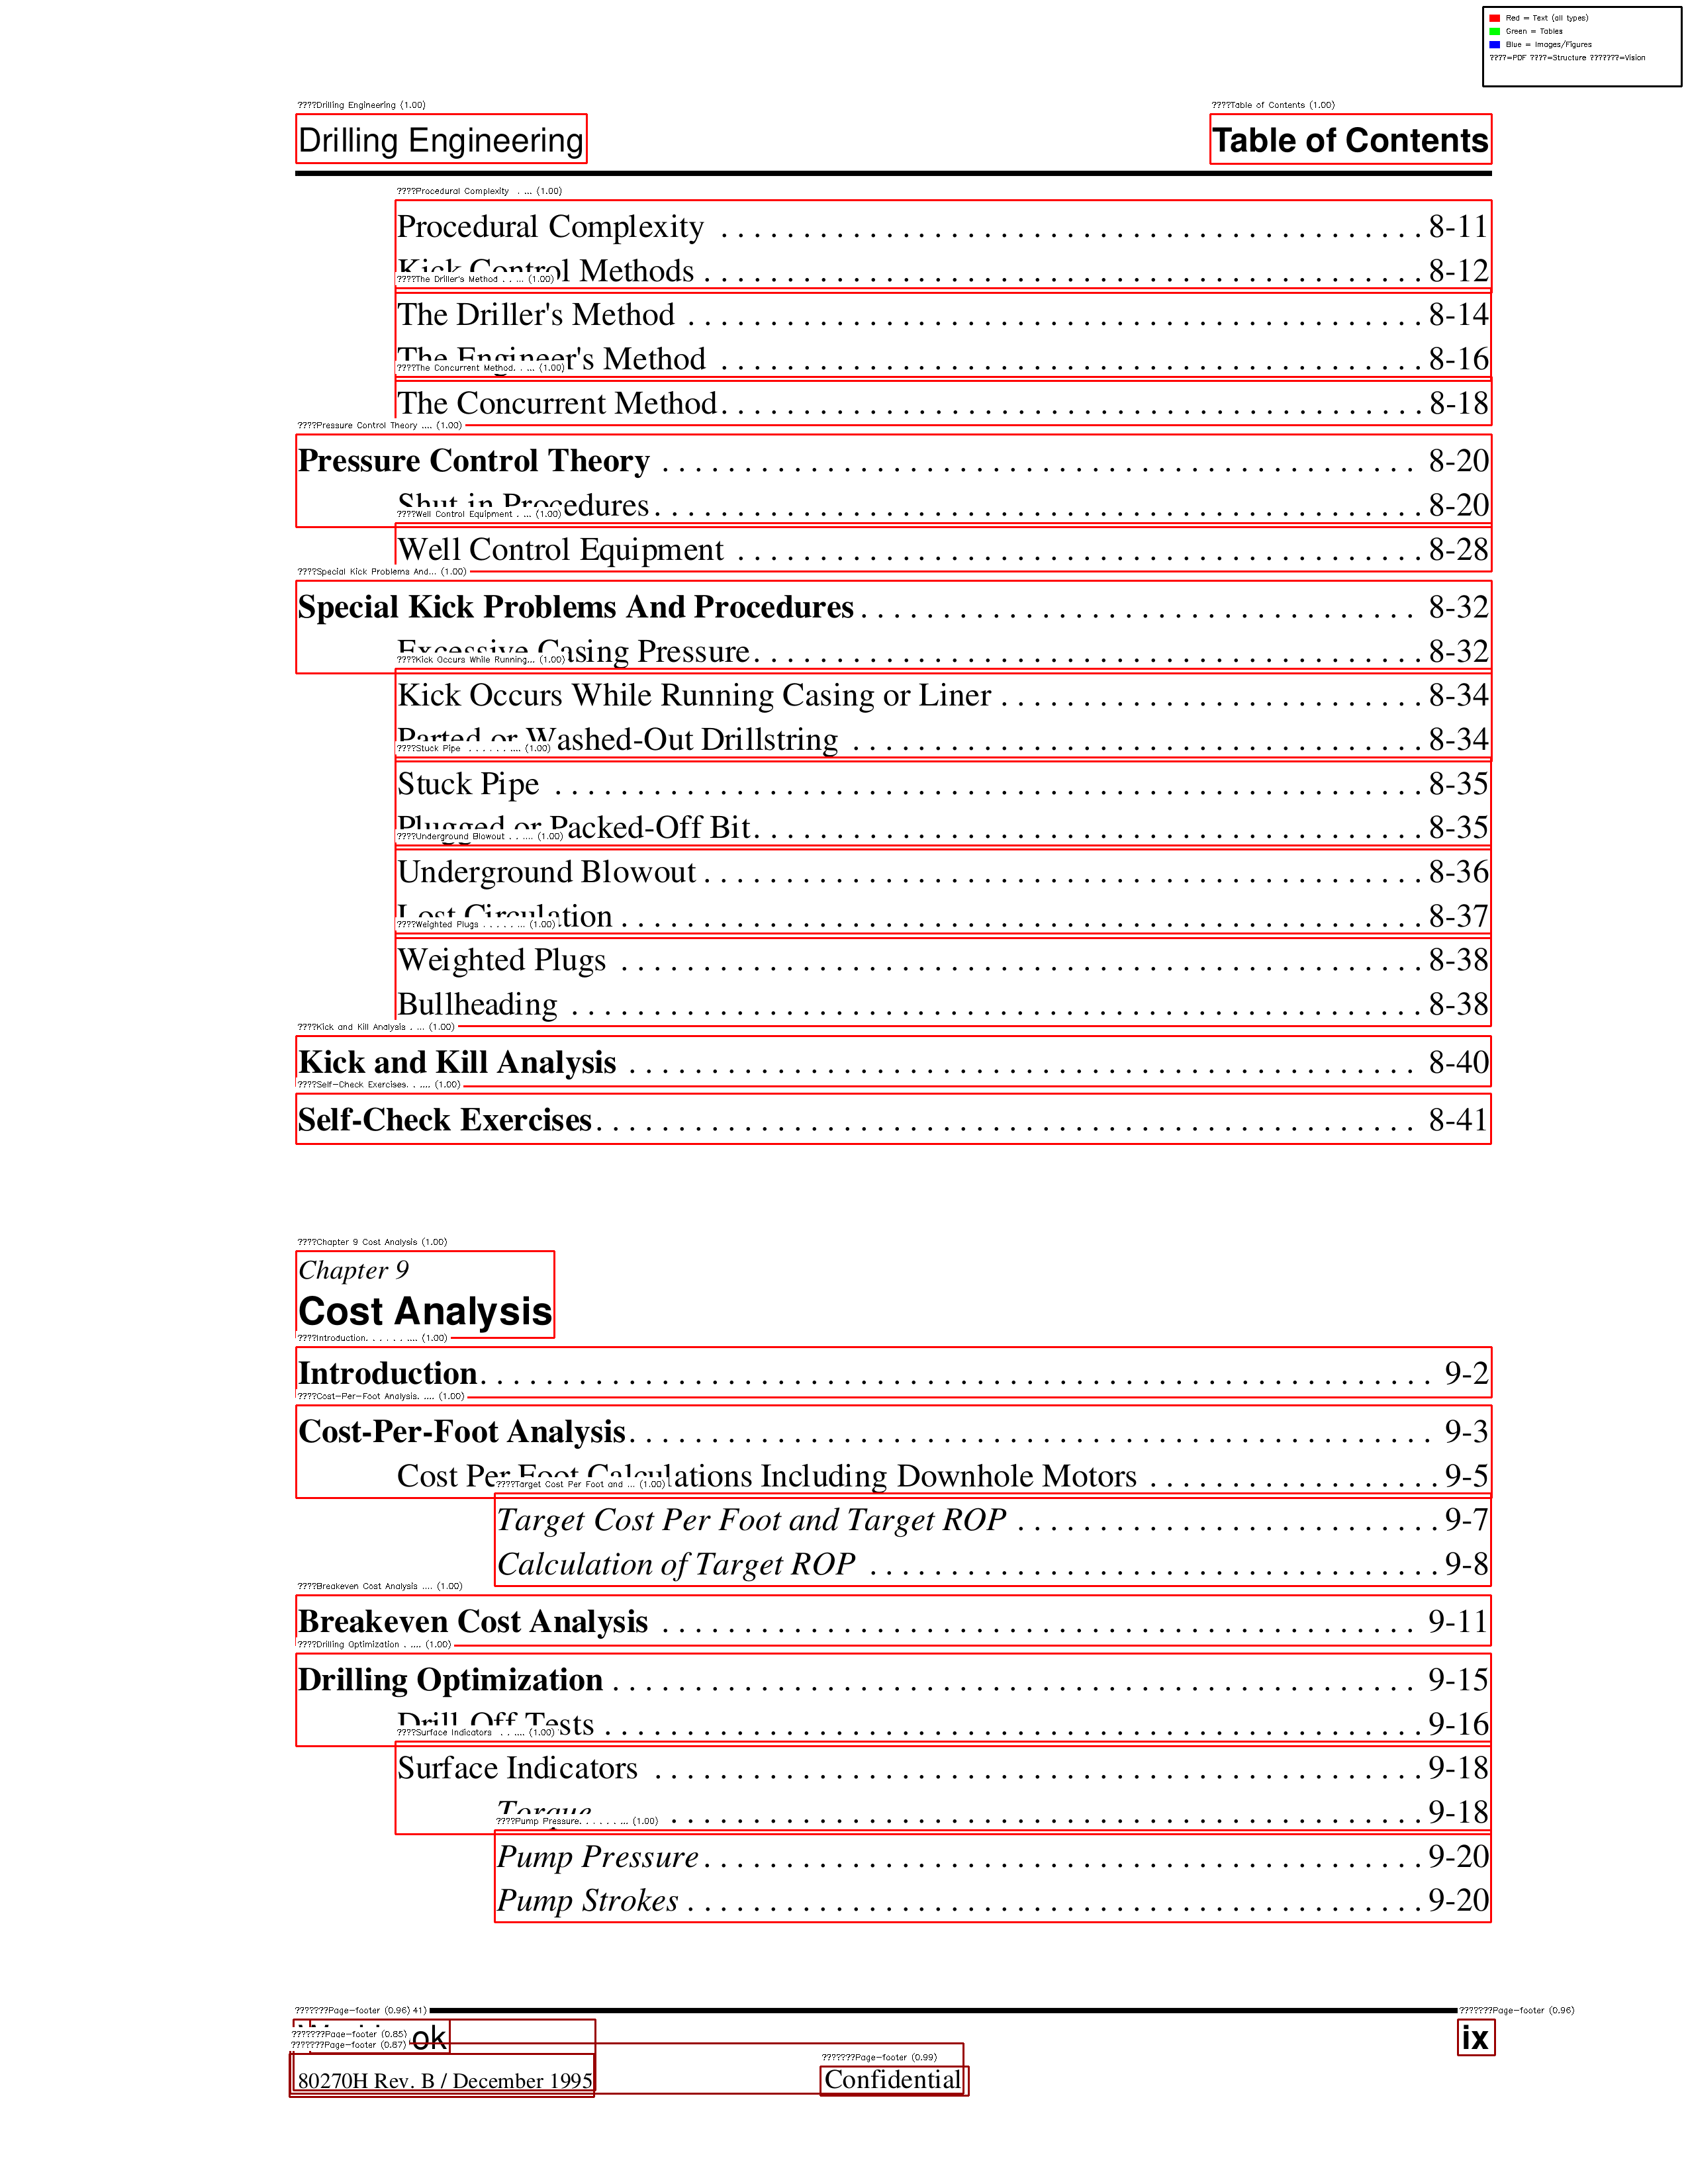 Red = Text (all types)
Green = Tables
Blue = Images/Figures
????=PDF ????=Structure ???????=Vision
????Drilling Engineering (1.00)
????Table of Contents (1.00)
Drilling Engineering
Table of Contents
????Procedural Complexity . ... (1.00)
Procedural Complexity . . . . . . . . . . 8-11
Kick Control Methods . . . . . . . . . . 8-12
????The Driller's Method . . ... (1.00)
The Driller's Method . . . . . . . . . . 8-14
The Engineer's Method . . . . . . . . . . 8-16
????The Concurrent Method. . ... (1.00)
The Concurrent Method. . . . . . . . . . 8-18
????Pressure Control Theory .... (1.00)
Pressure Control Theory . . . . . . . . . . 8-20
Shut in Procedures . . . . . . . . . . 8-20
????Well Control Equipment . ... (1.00)
Well Control Equipment . . . . . . . . . . 8-28
????Special Kick Problems And... (1.00)
Special Kick Problems And Procedures . . . . . . . . . . 8-32
Excessive Casing Pressure. . . . . . . . . . 8-32
????Kick Occurs While Running... (1.00)
Kick Occurs While Running Casing or Liner . . . . . . . . . . 8-34
Parted or Washed-Out Drillstring . . . . . . . . . . 8-34
????Stuck Pipe . . . . . .... (1.00)
Stuck Pipe . . . . . . . . . . 8-35
Plugged or Packed-Off Bit. . . . . . . . . . 8-35
????Underground Blowout . . .... (1.00)
Underground Blowout . . . . . . . . . . 8-36
Lost Circulation . . . . . . . . . . 8-37
????Weighted Plugs . . . . . ... (1.00)
Weighted Plugs . . . . . . . . . . 8-38
Bullheading . . . . . . . . . . 8-38
????Kick and Kill Analysis . ... (1.00)
Kick and Kill Analysis . . . . . . . . . . 8-40
????Self-Check Exercises. . .... (1.00)
Self-Check Exercises. . . . . . . . . . 8-41
????Chapter 9 Cost Analysis (1.00)
Chapter 9
Cost Analysis
????Introduction. . . . . . .... (1.00)
Introduction. . . . . . . . . . 9-2
????Cost-Per-Foot Analysis. .... (1.00)
Cost-Per-Foot Analysis. . . . . . . . . . 9-3
Cost Per Foot Calculations Including Downhole Motors . . . . . . . . . . 9-5
????Target Cost Per Foot and ... (1.00)
Target Cost Per Foot and Target ROP . . . . . . . . . . 9-7
Calculation of Target ROP . . . . . . . . . . 9-8
????Breakeven Cost Analysis .... (1.00)
Breakeven Cost Analysis . . . . . . . . . . 9-11
????Drilling Optimization . .... (1.00)
Drilling Optimization . . . . . . . . . . 9-15
Drill Off Tests . . . . . . . . . . 9-16
????Surface Indicators . . .... (1.00)
Surface Indicators . . . . . . . . . . 9-18
Torque . . . . . . . . . . 9-18
????Pump Pressure. . . . . . ... (1.00)
Pump Pressure . . . . . . . . . . 9-20
Pump Strokes . . . . . . . . . . 9-20
???????Page-footer (0.96) 41)
???????Page-footer (0.96)
ok
ix
???????Page-footer (0.85)
???????Page-footer (0.87)
???????Page-footer (0.99)
80270H Rev. B / December 1995
Confidential